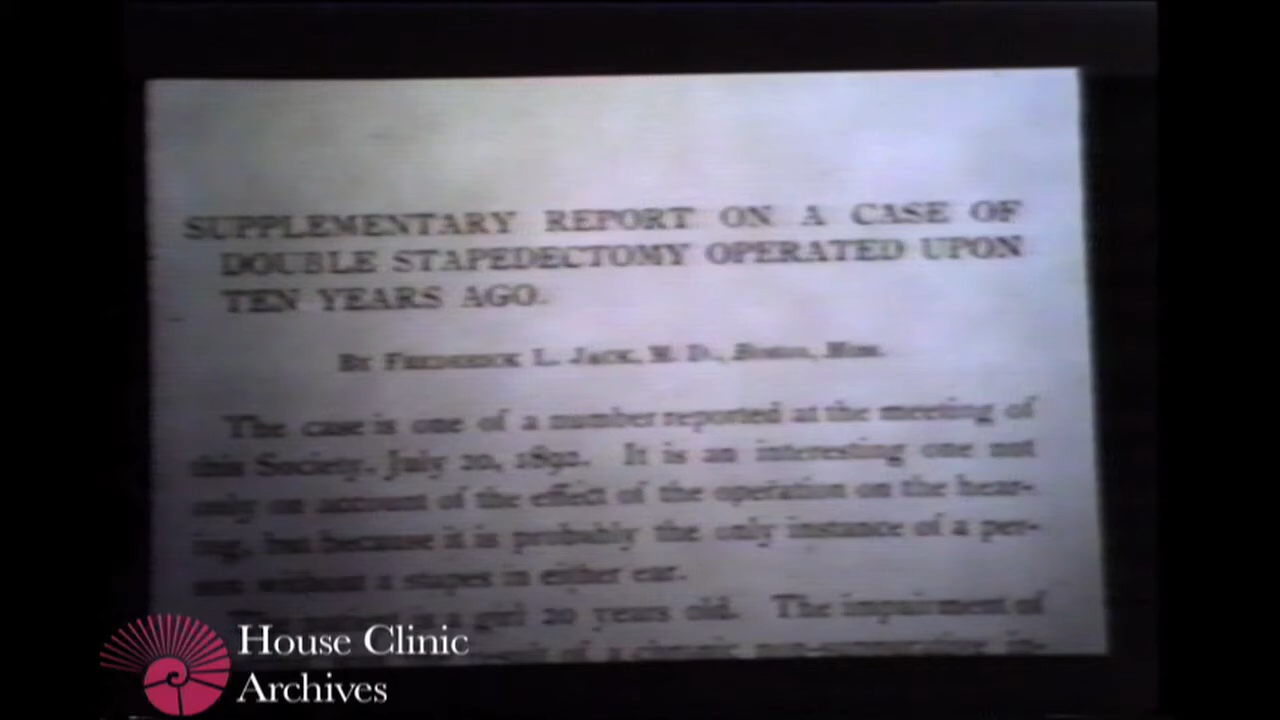 SUPPLEMENTARY REPORT ON A CASE OF
DOUBLE STAPEDECTOMY OPERATED UPON
TEN YEARS AGO.
By Frederick L. Jack, M. D., Boston, Mass.
The case is one of a number reported at the meeting of
this Society, July 20, 1892. It is an interesting one not
only on account of the effect of the operation on the hear-
ing, but because it is probably the only instance of a per-
son without a stapes in either ear.
The patient is a girl 20 years old. The impairment of
of a chronic
House Clinic
Archives